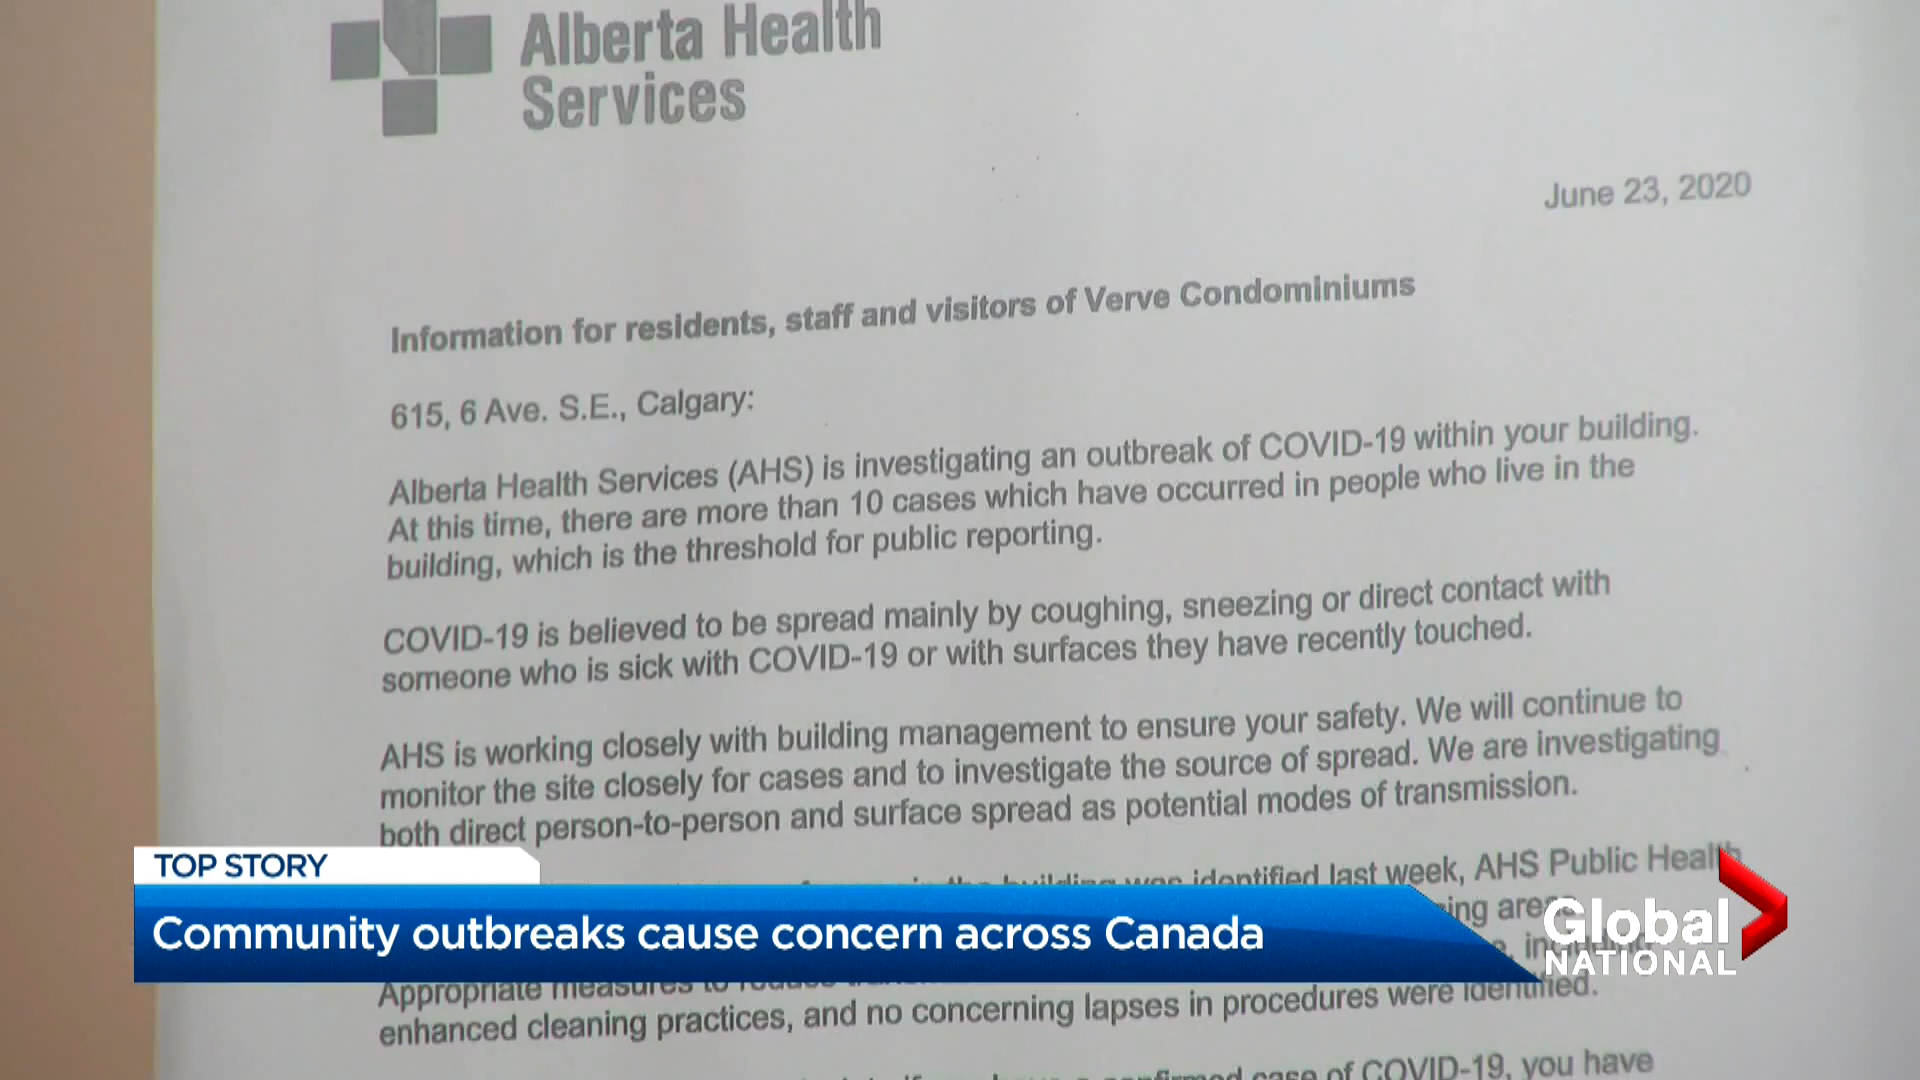 Alberta Health
Services
June 23, 2020
Information for residents, staff and visitors of Verve Condominiums
615, 6 Ave. S.E., Calgary:
Alberta Health Services (AHS) is investigating an outbreak of COVID-19 within your building.
At this time, there are more than 10 cases which have occurred in people who live in the
building, which is the threshold for public reporting.
COVID-19 is believed to be spread mainly by coughing, sneezing or direct contact with
someone who is sick with COVID-19 or with surfaces they have recently touched.
AHS is working closely with building management to ensure your safety. We will continue to
monitor the site closely for cases and to investigate the source of spread. We are investigating
both direct person-to-person and surface spread as potential modes of transmission.
in the building was identified last week, AHS Public Health
TOP STORY
Community outbreaks cause concern across Canada
Global
NATIONAL
Appropriate measures to
enhanced cleaning practices, and no concerning lapses in procedures were identified.
case of COVID-19, you have